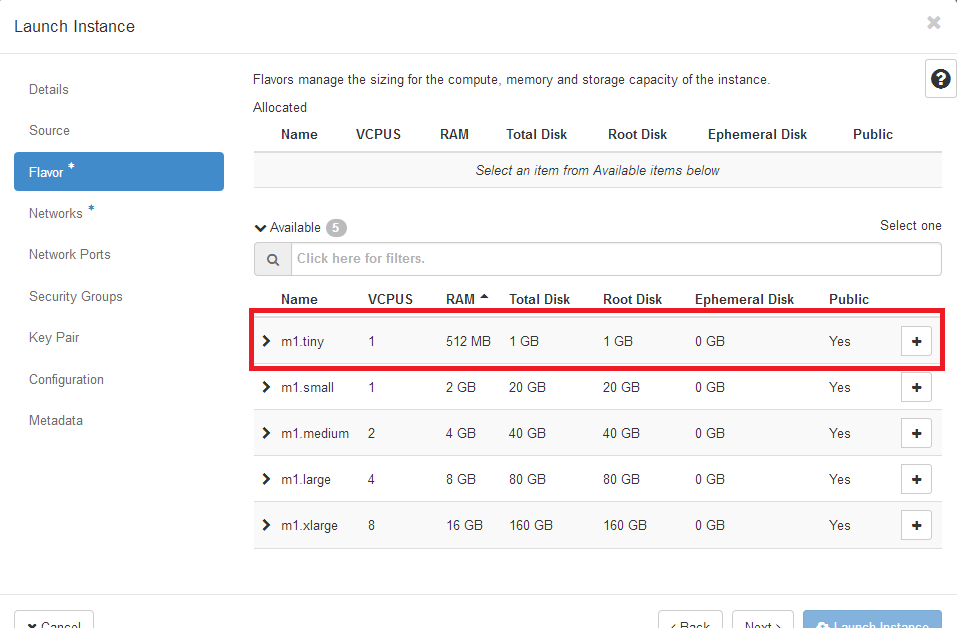 Launch Instance
Details
Source
Flavor *
Networks *
Network Ports
Security Groups
Key Pair
Configuration
Metadata
Flavors manage the sizing for the compute, memory and storage capacity of the instance.
Allocated
Name VCPUS RAM Total Disk Root Disk Ephemeral Disk Public
Select an item from Available items below
Available 5 Select one
Click here for filters.
Name VCPUS RAM Total Disk Root Disk Ephemeral Disk Public
m1.tiny 1 512 MB 1 GB 1 GB 0 GB Yes +
m1.small 1 2 GB 20 GB 20 GB 0 GB Yes +
m1.medium 2 4 GB 40 GB 40 GB 0 GB Yes +
m1.large 4 8 GB 80 GB 80 GB 0 GB Yes +
m1.xlarge 8 16 GB 160 GB 160 GB 0 GB Yes +
× Cancel < Back Next > Launch Instance